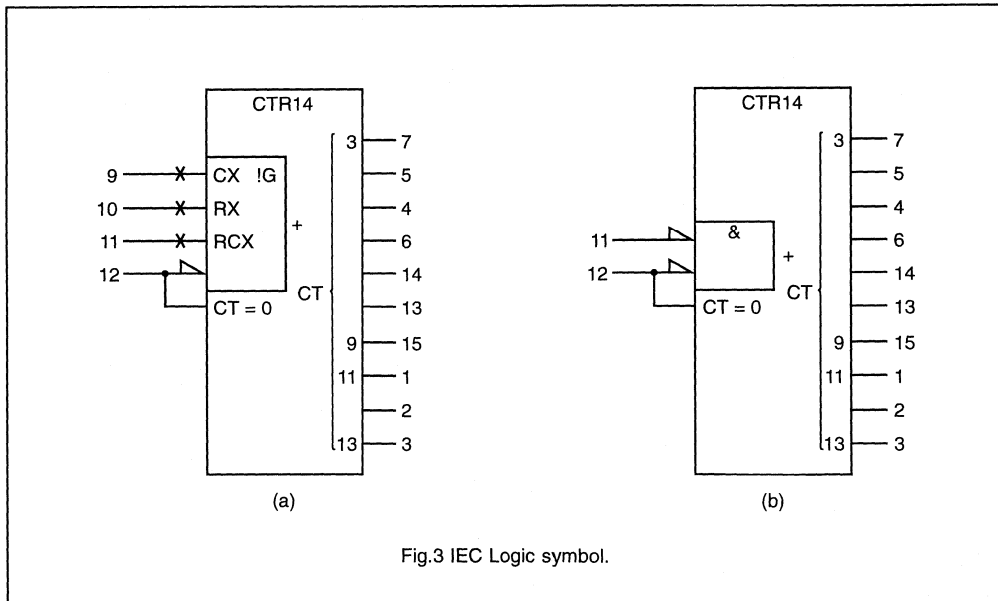 CTR14
3 7
9 CX !G 5
10 RX 4
11 RCX + 6
12 14
CT = 0 CT 13
9 15
11 1
2
13 3
(a)
CTR14
3 7
5
& 4
11 6
12 + 14
CT = 0 CT 13
9 15
11 1
2
13 3
(b)
Fig.3 IEC Logic symbol.